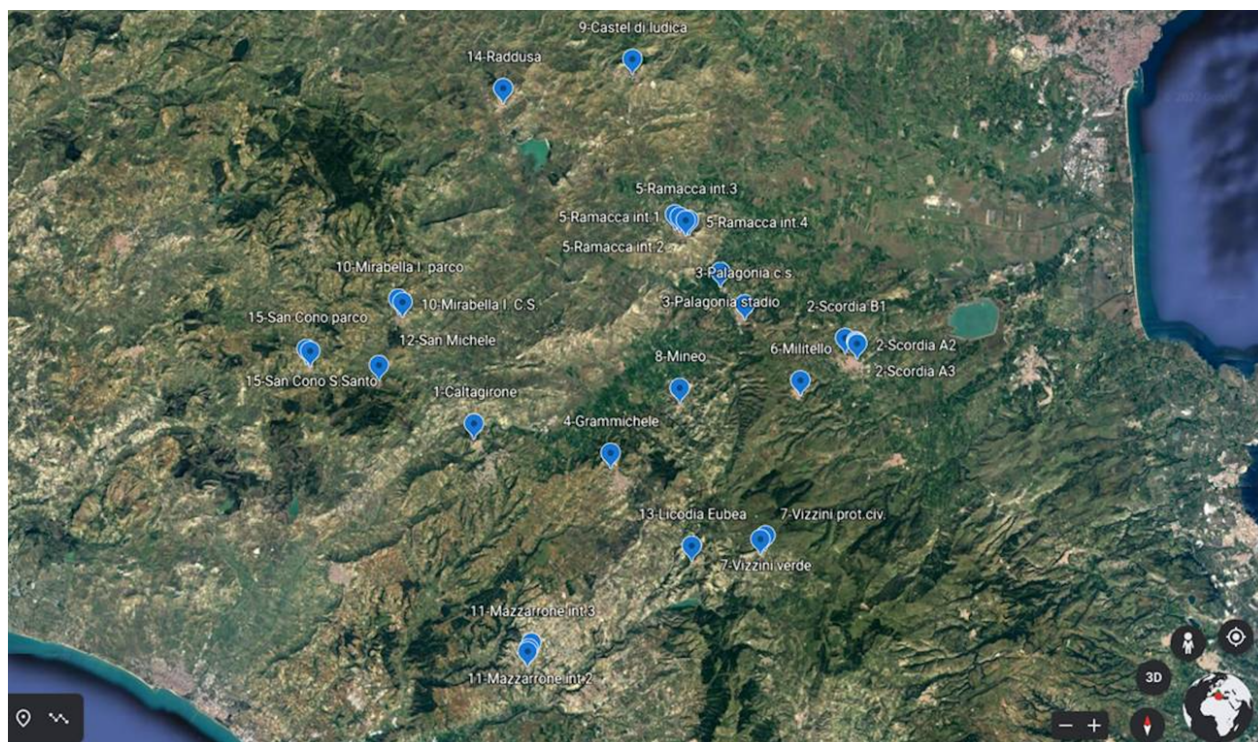 9-Castel di Iudica
14-Raddusa
5-Ramacca int.3
5-Ramacca int.1
5-Ramacca int.4
5-Ramacca int.2
10-Mirabella I. parco
3-Palagonia c.s
10-Mirabella I. C.S.
3-Palagonia stadio
2-Scordia B1
15-San Cono parco
12-San Michele
6-Militello
2-Scordia A2
8-Mineo
2-Scordia A3
15-San Cono S.Santo
1-Caltagirone
4-Grammichele
13-Licodia Eubea
7-Vizzini prot.civ.
7-Vizzini verde
11-Mazzarrone int.3
11-Mazzarrone int.2
3D